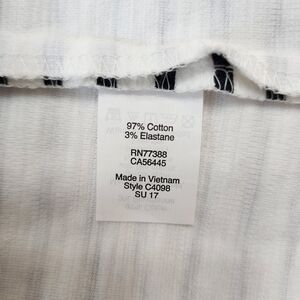 97% Cotton
3% Elastane
RN77388
CA56445
Made in Vietnam
Style C4098
SU 17